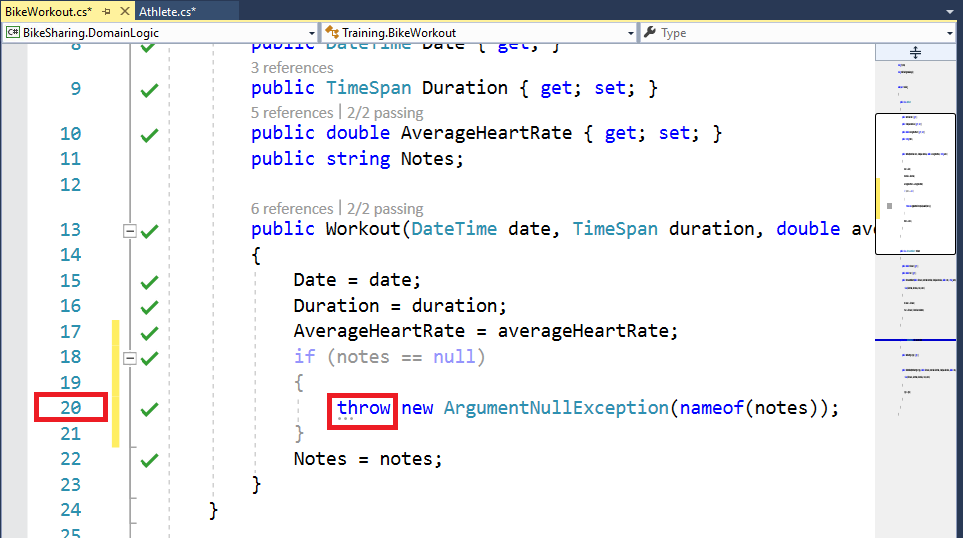 BikeWorkout.cs* Athlete.cs*
C# BikeSharing.DomainLogic Training.BikeWorkout Type
8 public DateTime Date { get; }
3 references
9 public TimeSpan Duration { get; set; }
5 references | 2/2 passing
10 public double AverageHeartRate { get; set; }
11 public string Notes;
12
6 references | 2/2 passing
13 public Workout(DateTime date, TimeSpan duration, double ave
14 {
15 Date = date;
16 Duration = duration;
17 AverageHeartRate = averageHeartRate;
18 if (notes == null)
19 {
20 throw new ArgumentNullException(nameof(notes));
21 }
22 Notes = notes;
23 }
24 }
25